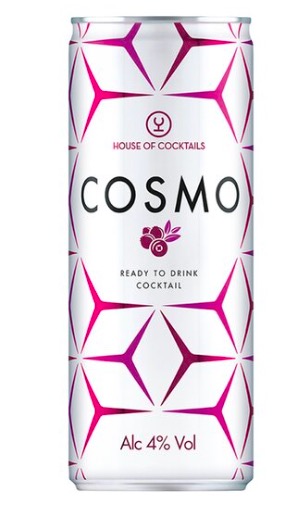 HOUSE OF COCKTAILS
COSMO
READY TO DRINK
COCKTAIL
Alc 4% Vol